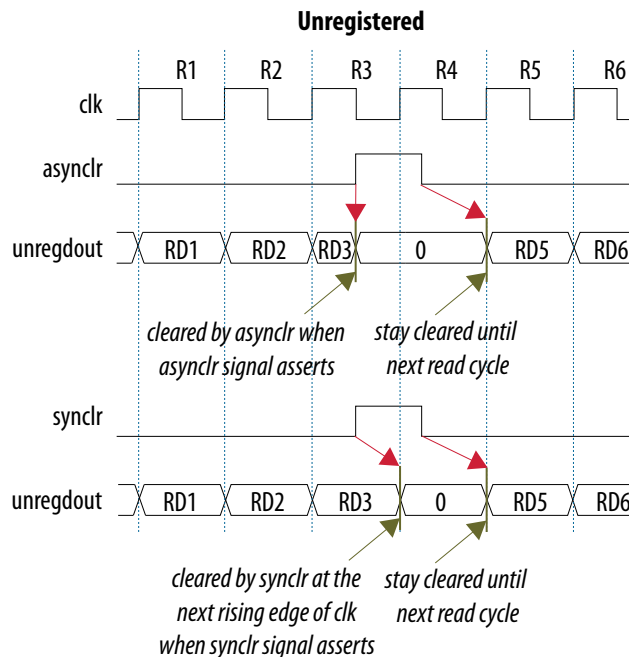 Unregistered
R1 R2 R3 R4 R5 R6
clk
asynclr
unregdout RD1 RD2 RD3 0 RD5 RD6
cleared by asynclr when
asynclr signal asserts
stay cleared until
next read cycle
synclr
unregdout RD1 RD2 RD3 0 RD5 RD6
cleared by synclr at the
next rising edge of clk
when synclr signal asserts
stay cleared until
next read cycle